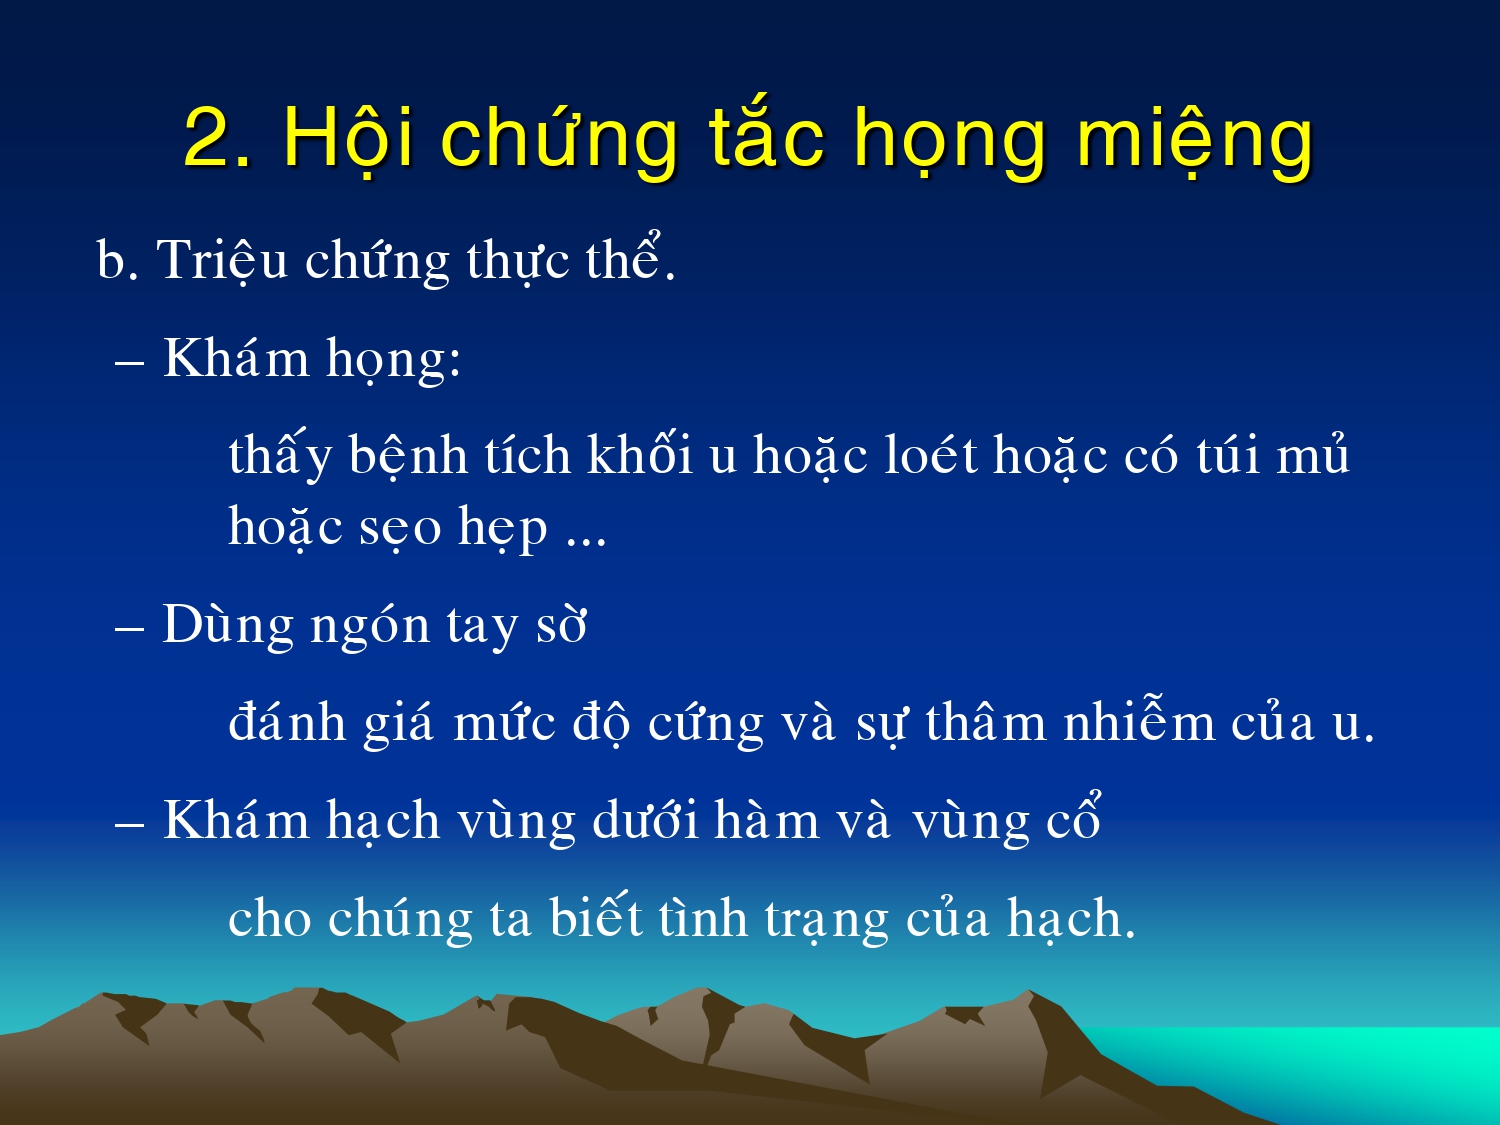 2. Hội chứng tắc họng miệng
b. Triệu chứng thực thể.
– Khám họng:
thấy bệnh tích khối u hoặc loét hoặc có túi mủ
hoặc sẹo hẹp ...
– Dùng ngón tay sờ
đánh giá mức độ cứng và sự thâm nhiễm của u.
– Khám hạch vùng dưới hàm và vùng cổ
cho chúng ta biết tình trạng của hạch.